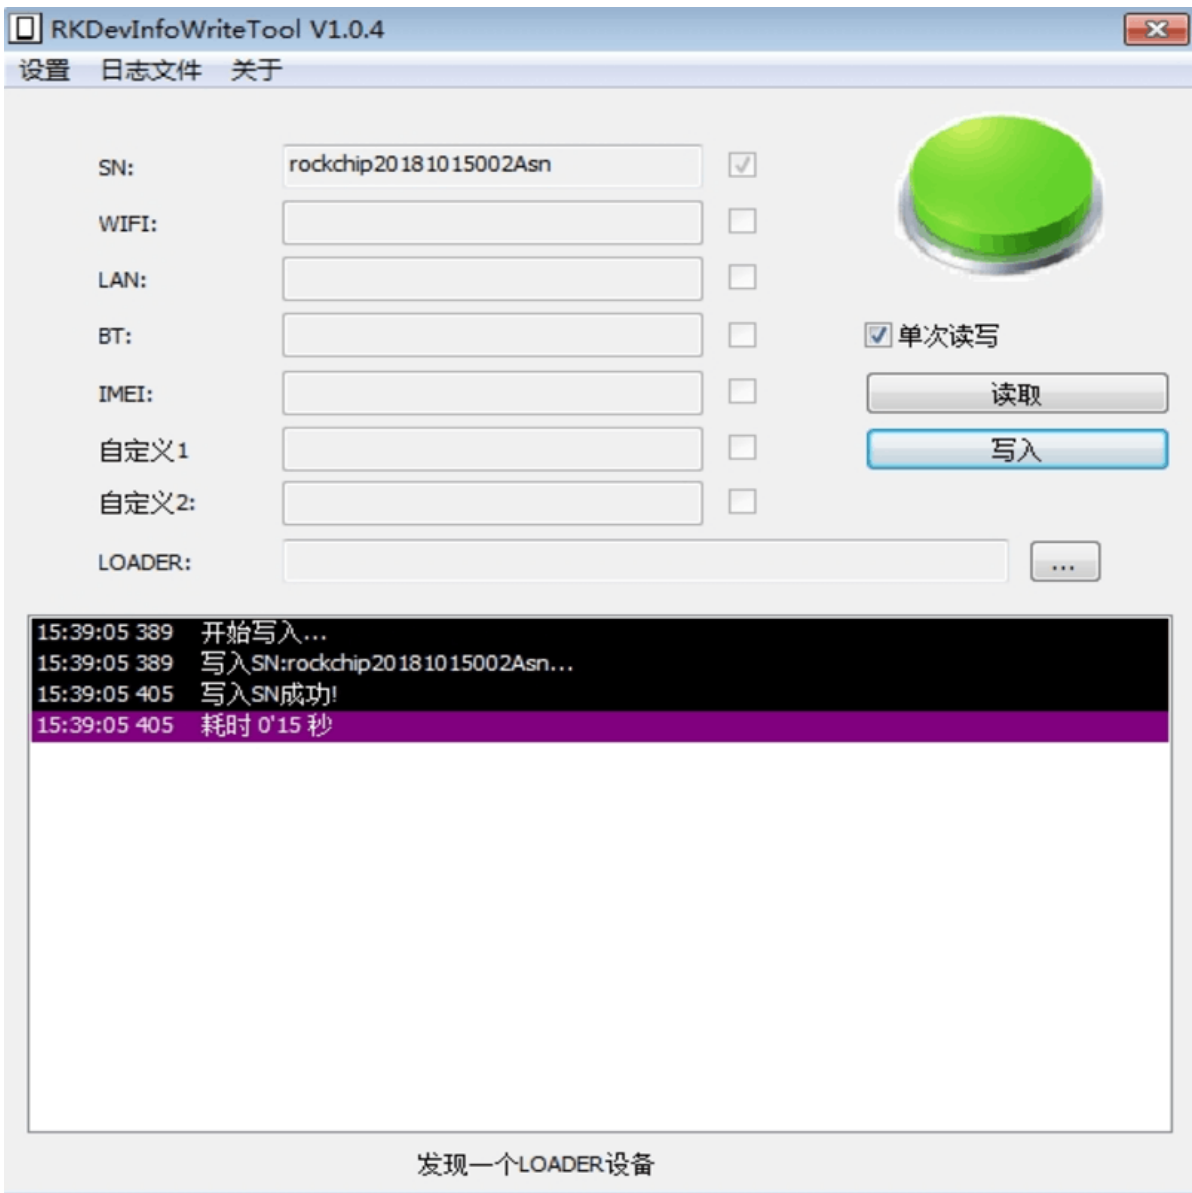 RKDevInfoWriteTool V1.0.4
设置 日志文件 关于
SN: rockchip20181015002Asn
WIFI:
LAN:
BT:
单次读写
IMEI:
读取
自定义1
写入
自定义2:
LOADER:
...
15:39:05 389 开始写入...
15:39:05 389 写入SN:rockchip20181015002Asn...
15:39:05 405 写入SN成功!
15:39:05 405 耗时 0'15 秒
发现一个LOADER设备